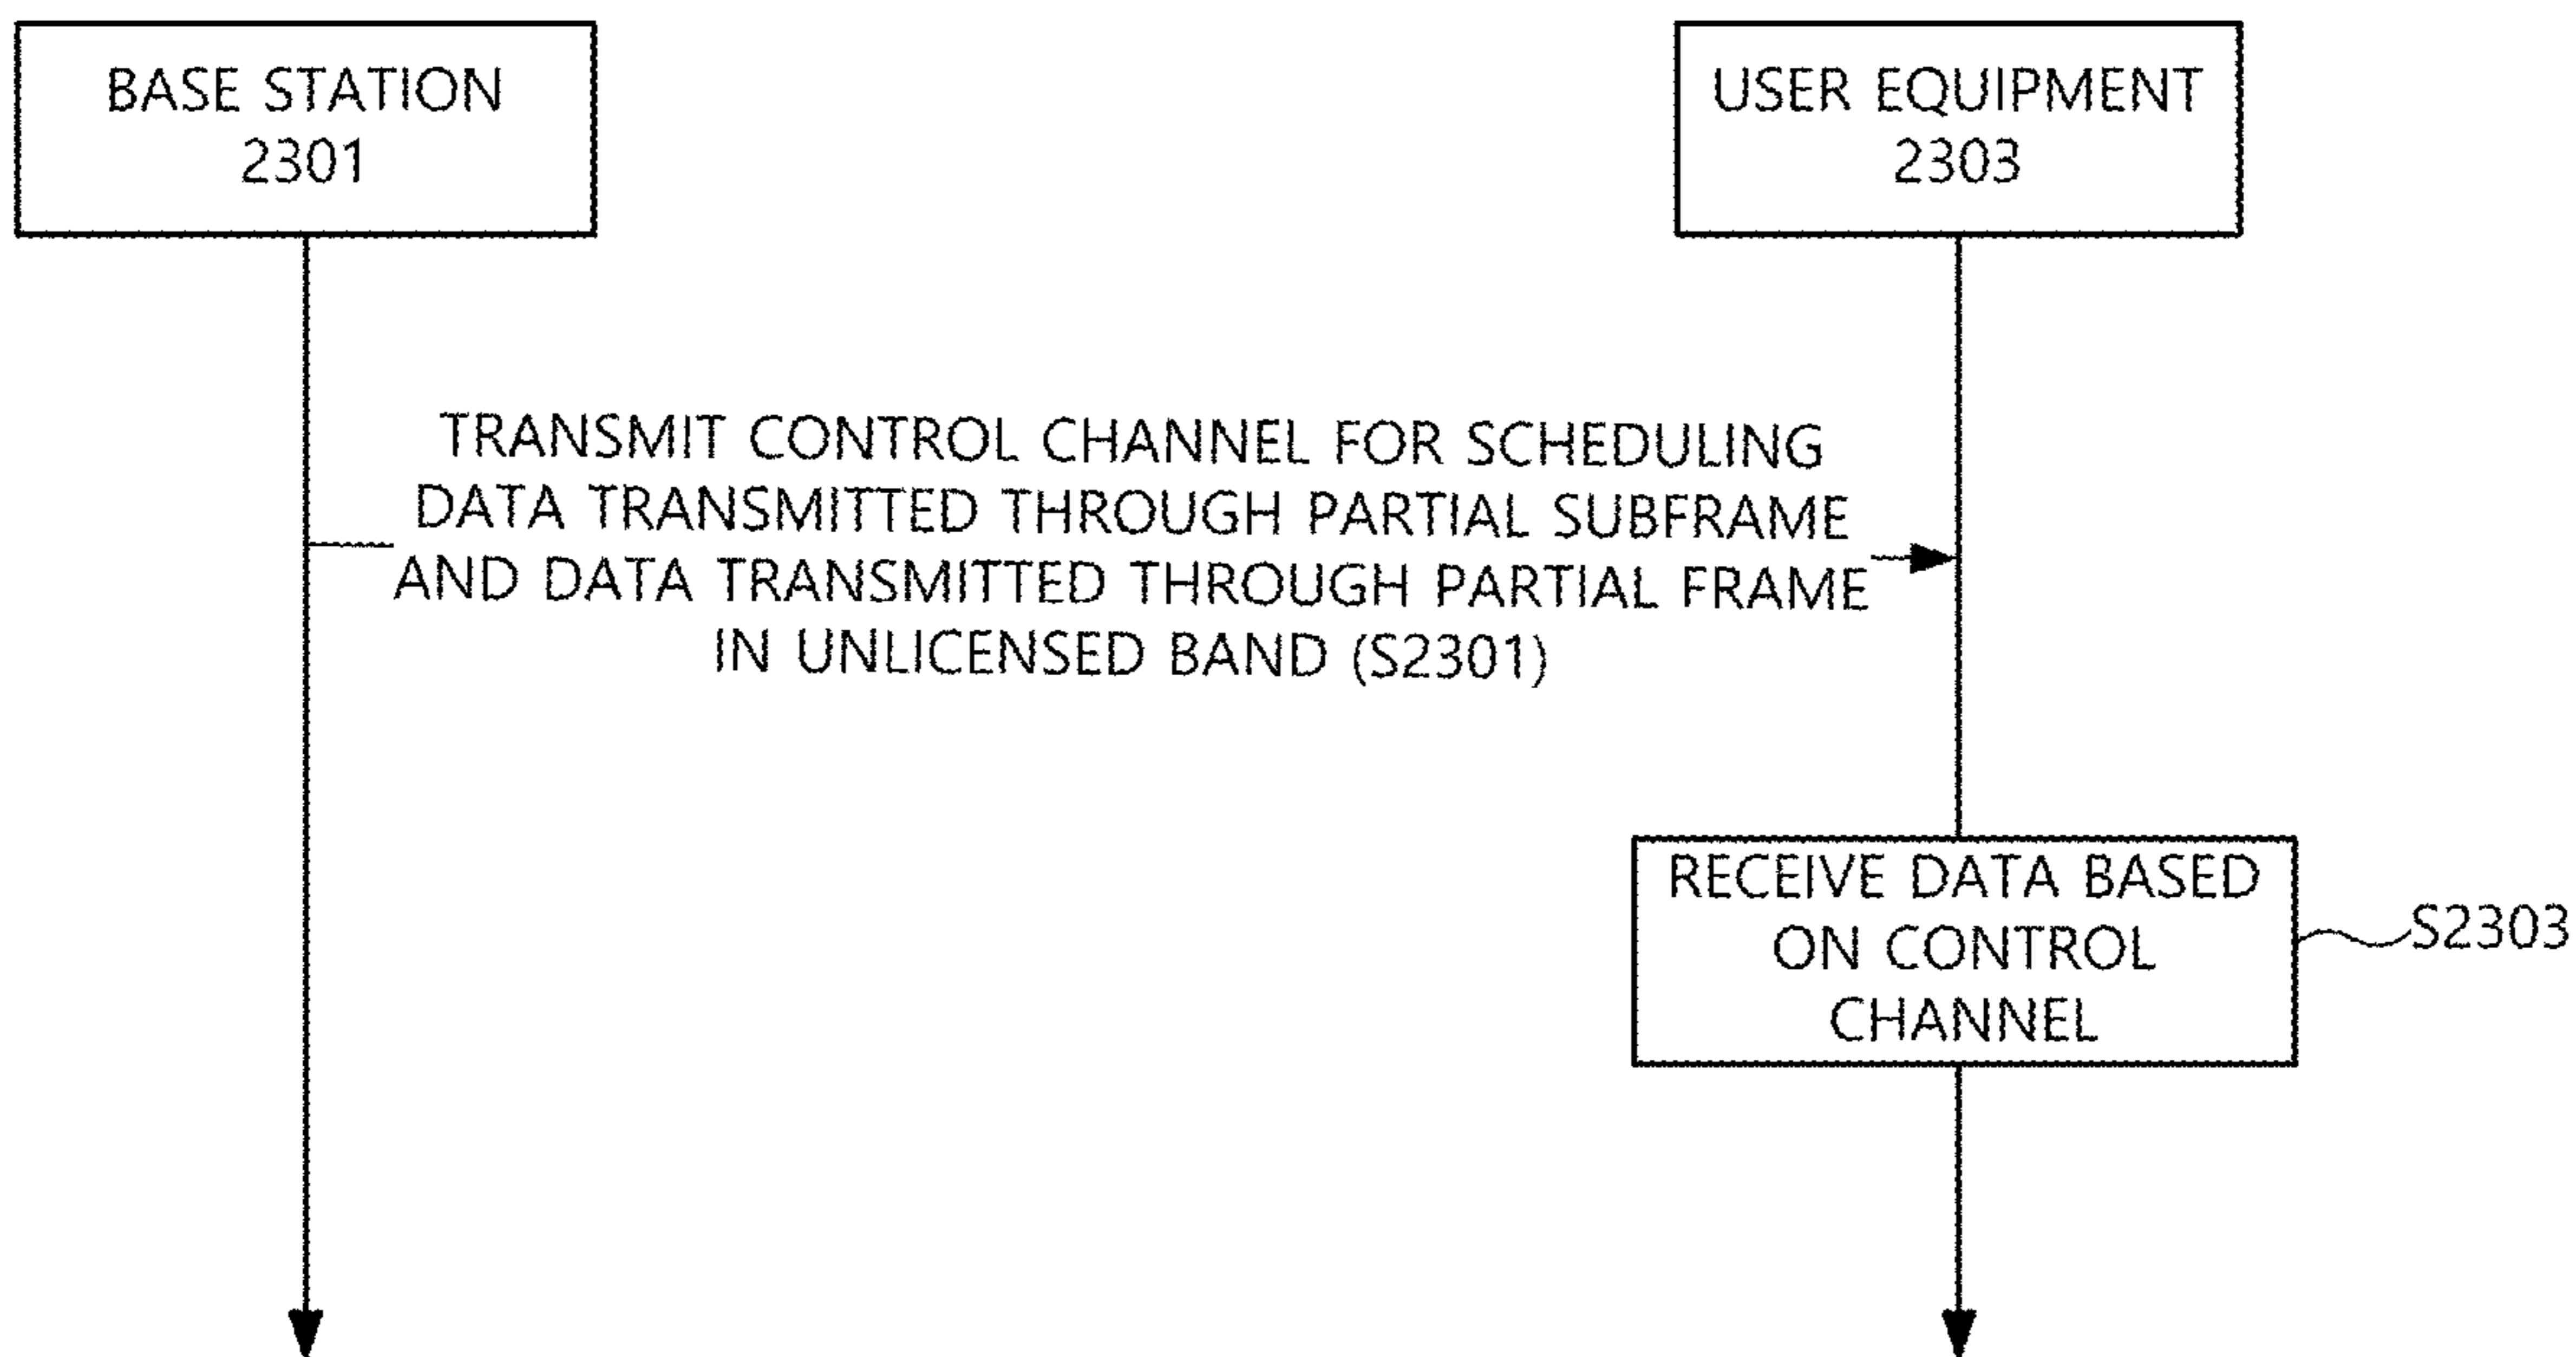 BASE STATION
2301
USER EQUIPMENT
2303
TRANSMIT CONTROL CHANNEL FOR SCHEDULING
DATA TRANSMITTED THROUGH PARTIAL SUBFRAME
AND DATA TRANSMITTED THROUGH PARTIAL FRAME
IN UNLICENSED BAND (S2301)
RECEIVE DATA BASED
ON CONTROL
CHANNEL
S2303